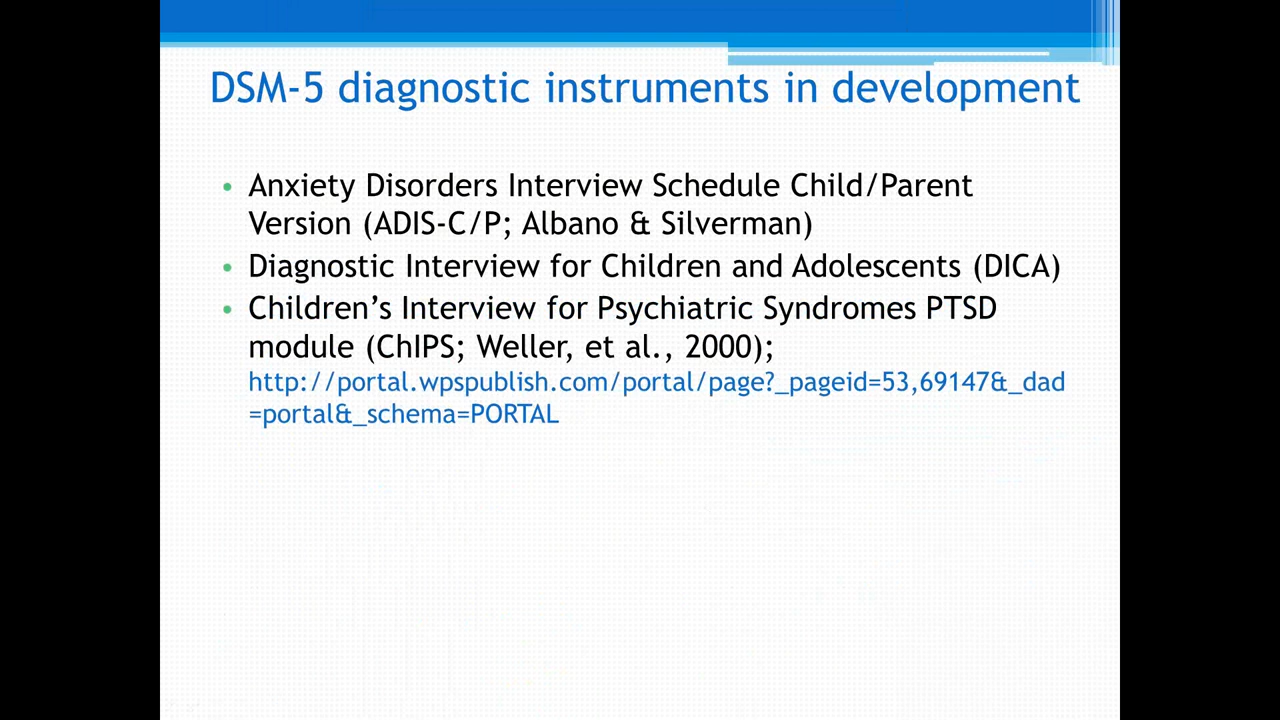 DSM-5 diagnostic instruments in development
• Anxiety Disorders Interview Schedule Child/Parent
Version (ADIS-C/P; Albano & Silverman)
• Diagnostic Interview for Children and Adolescents (DICA)
• Children’s Interview for Psychiatric Syndromes PTSD
module (ChIPS; Weller, et al., 2000);
http://portal.wpspublish.com/portal/page?_pageid=53,69147&_dad
=portal&_schema=PORTAL